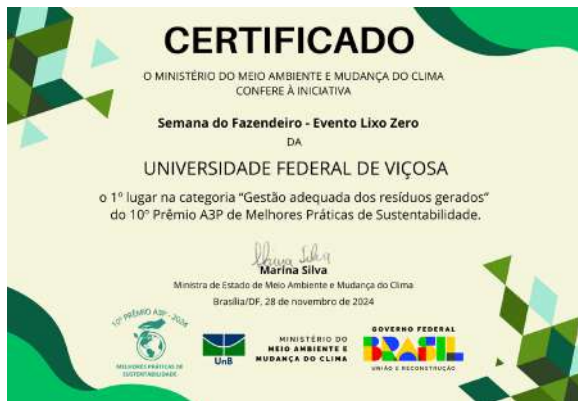 CERTIFICADO
O MINISTÉRIO DO MEIO AMBIENTE E MUDANÇA DO CLIMA
CONFERE À INICIATIVA
Semana do Fazendeiro - Evento Lixo Zero
DA
UNIVERSIDADE FEDERAL DE VIÇOSA
o 1º lugar na categoria "Gestão adequada dos resíduos gerados"
do 10º Prêmio A3P de Melhores Práticas de Sustentabilidade.
Marina Silva
Marina Silva
Ministra de Estado de Meio Ambiente e Mudança do Clima
Brasília/DF, 28 de novembro de 2024
10º PRÊMIO A3P - 2024
MELHORES PRÁTICAS DE
SUSTENTABILIDADE
UnB
MINISTÉRIO DO
MEIO AMBIENTE E
MUDANÇA DO CLIMA
GOVERNO FEDERAL
BRASIL
UNIÃO E RECONSTRUÇÃO